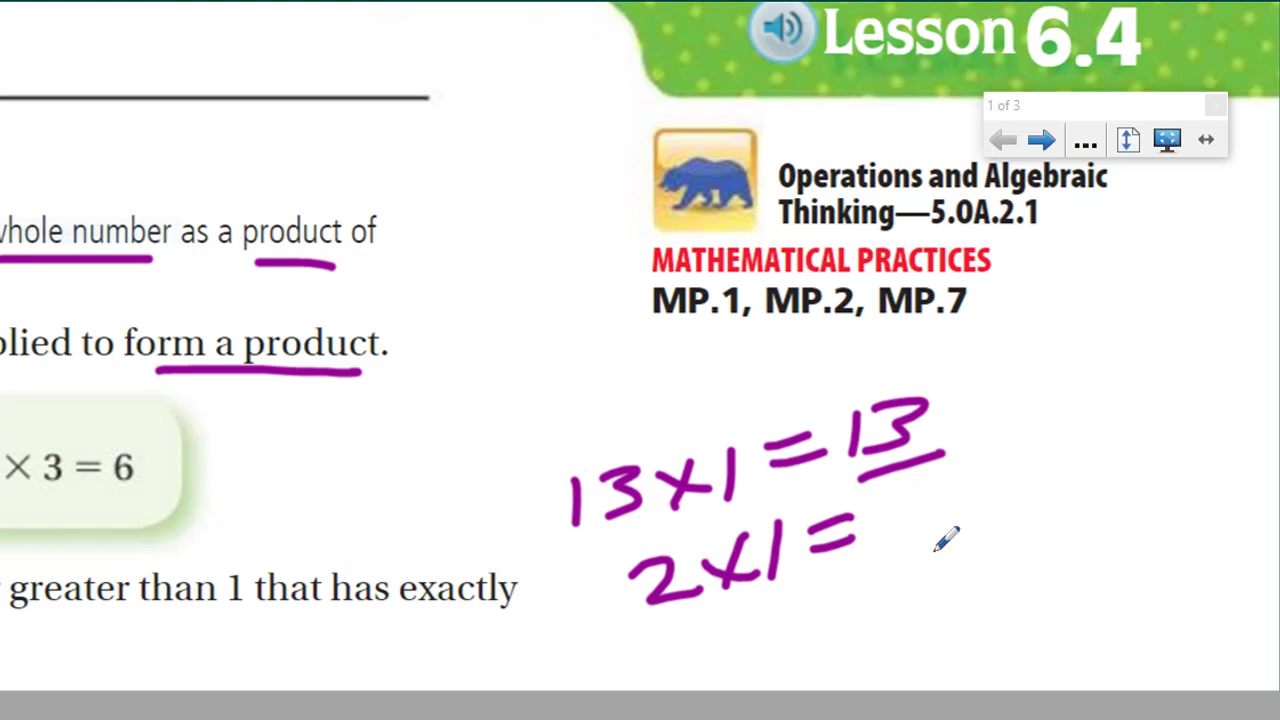 Lesson 6.4
1 of 3
...
Operations and Algebraic
Thinking—5.OA.2.1
MATHEMATICAL PRACTICES
MP.1, MP.2, MP.7
whole number as a product of
to form a product.
× 3 = 6
13 x 1 = 13
2 x 1 =
greater than 1 that has exactly